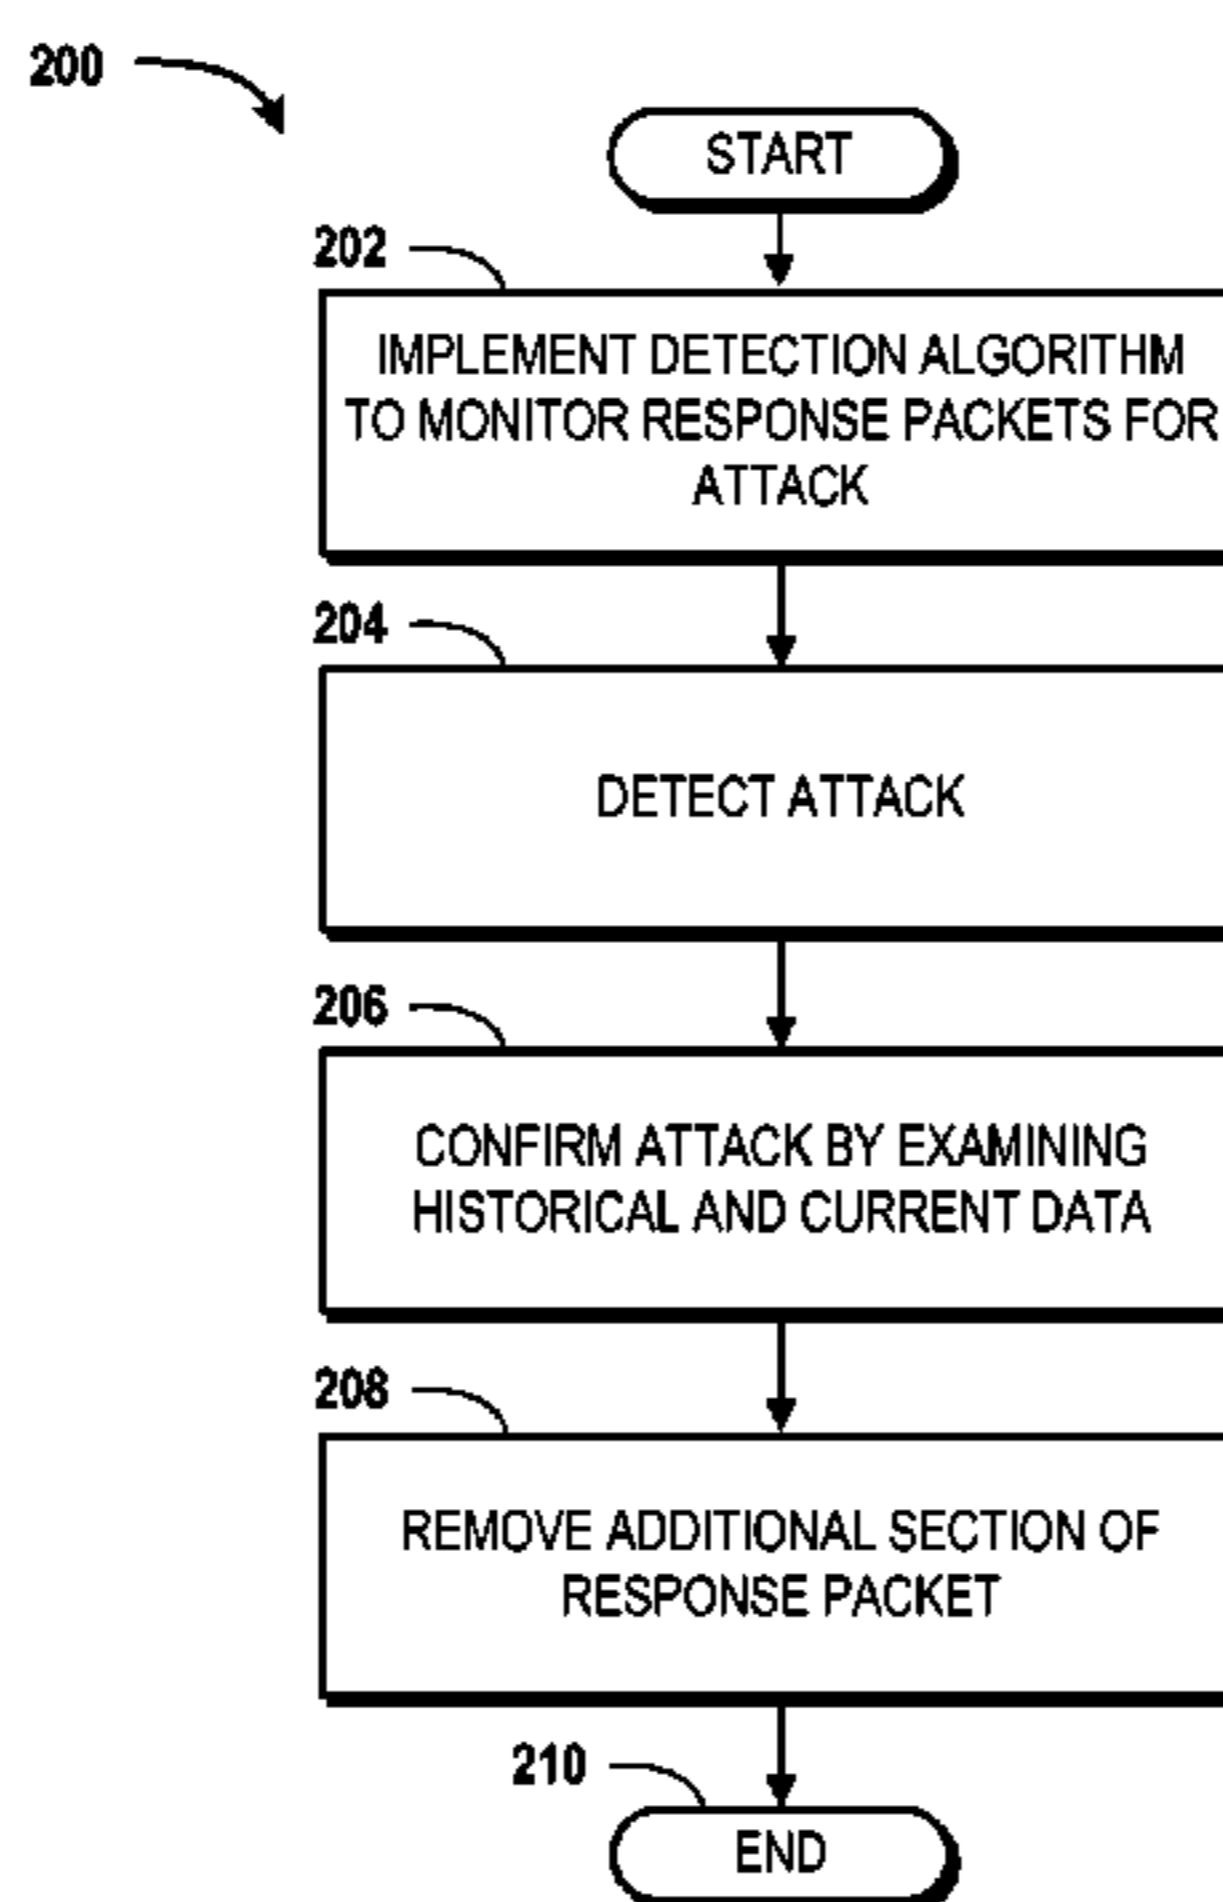 200
START
202
IMPLEMENT DETECTION ALGORITHM
TO MONITOR RESPONSE PACKETS FOR
ATTACK
204
DETECT ATTACK
206
CONFIRM ATTACK BY EXAMINING
HISTORICAL AND CURRENT DATA
208
REMOVE ADDITIONAL SECTION OF
RESPONSE PACKET
210
END